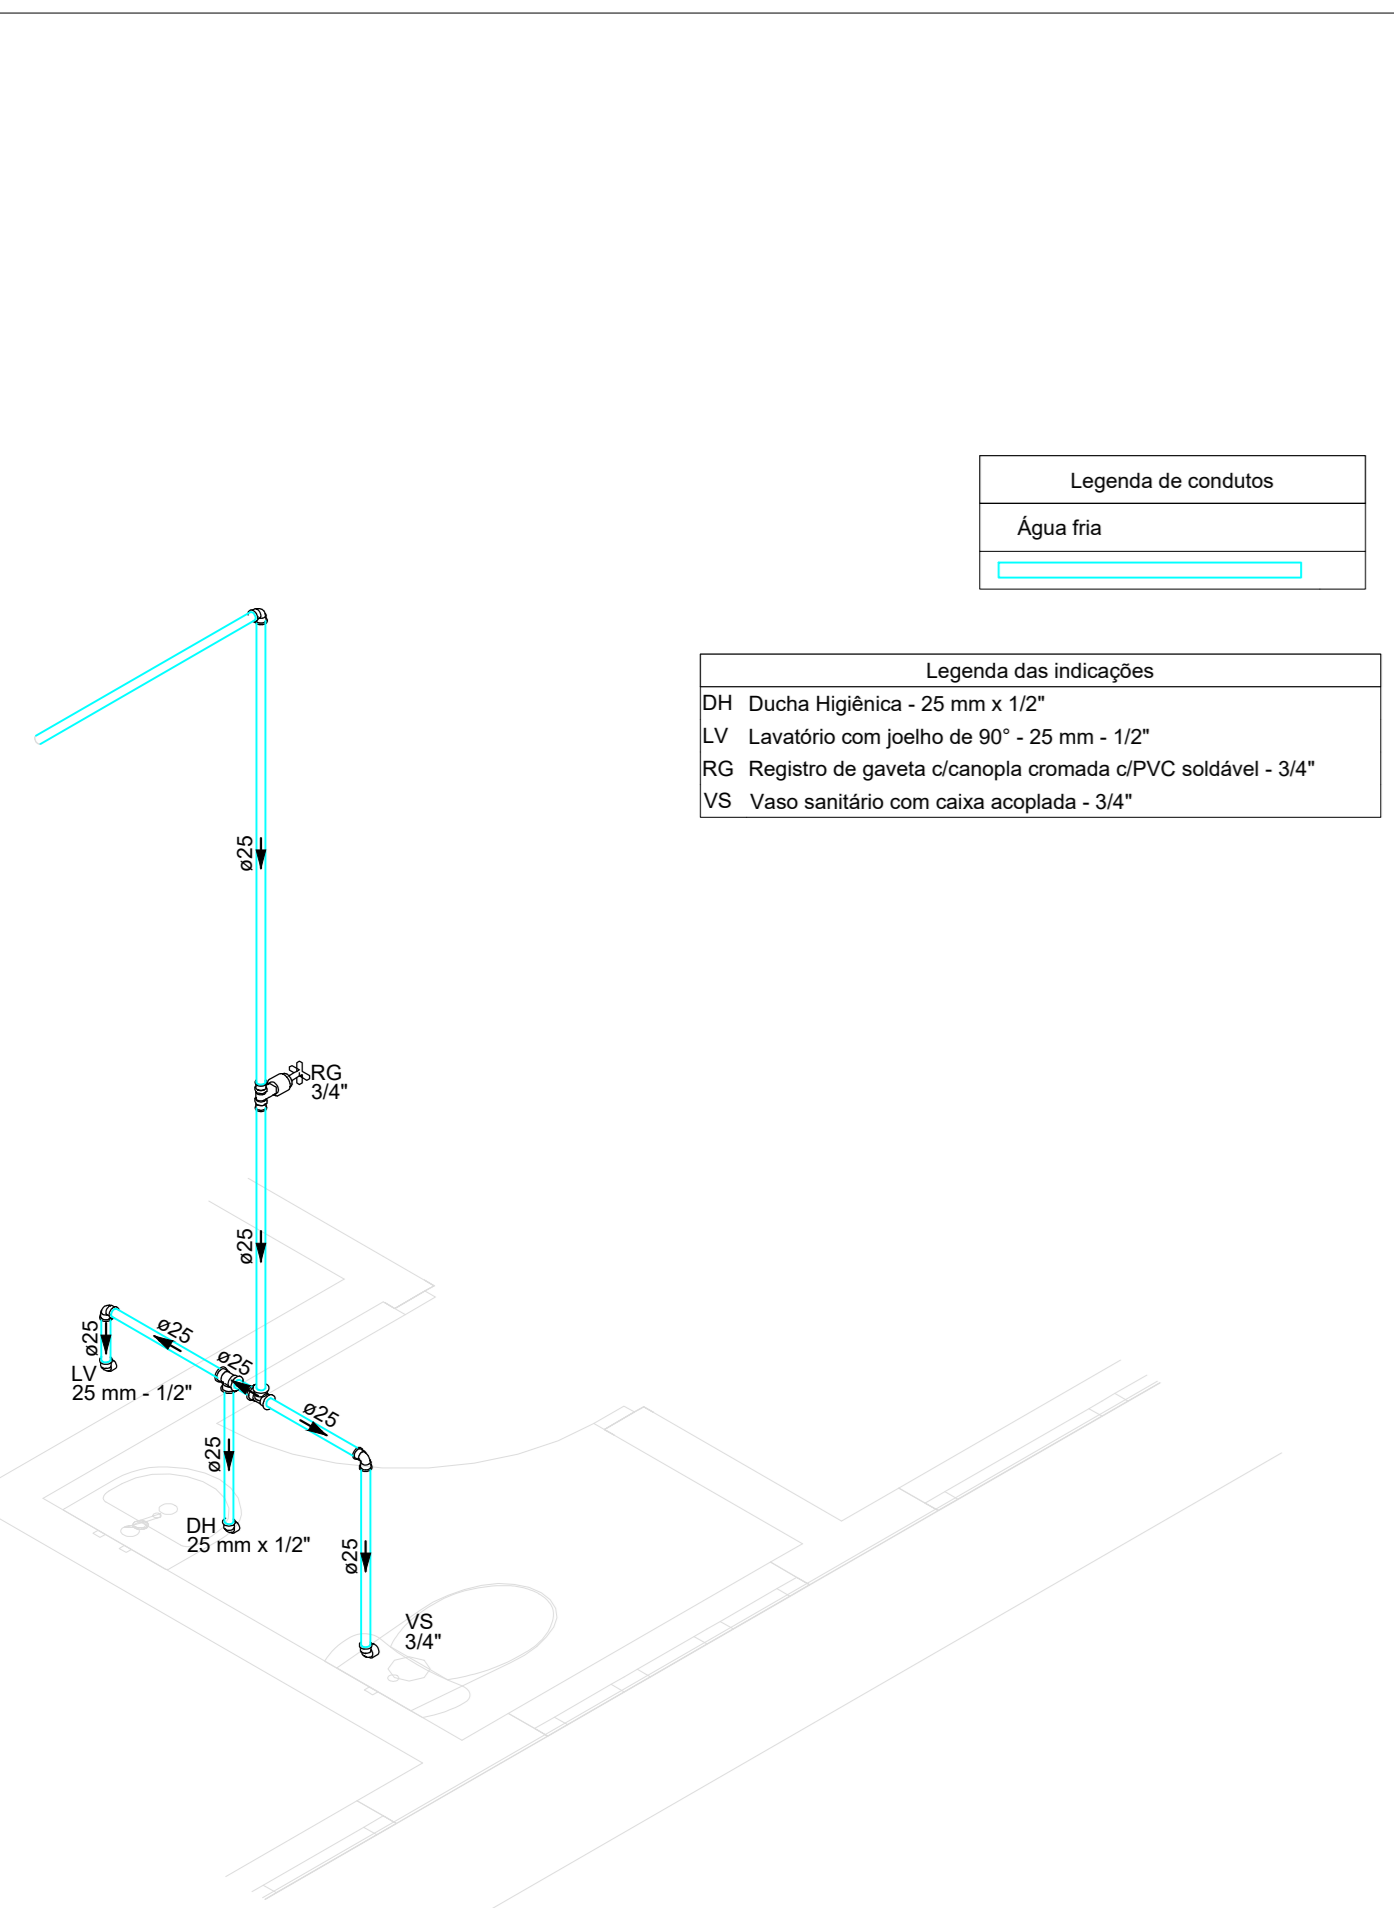 Legenda de condutos
Água fria
Legenda das indicações
DH Ducha Higiênica - 25 mm x 1/2"
LV Lavatório com joelho de 90° - 25 mm - 1/2"
RG Registro de gaveta c/canopla cromada c/PVC soldável - 3/4"
VS Vaso sanitário com caixa acoplada - 3/4"
ø25
RG
3/4"
ø25
ø25
ø25
ø25
LV
25 mm - 1/2"
ø25
ø25
DH
25 mm x 1/2"
ø25
VS
3/4"